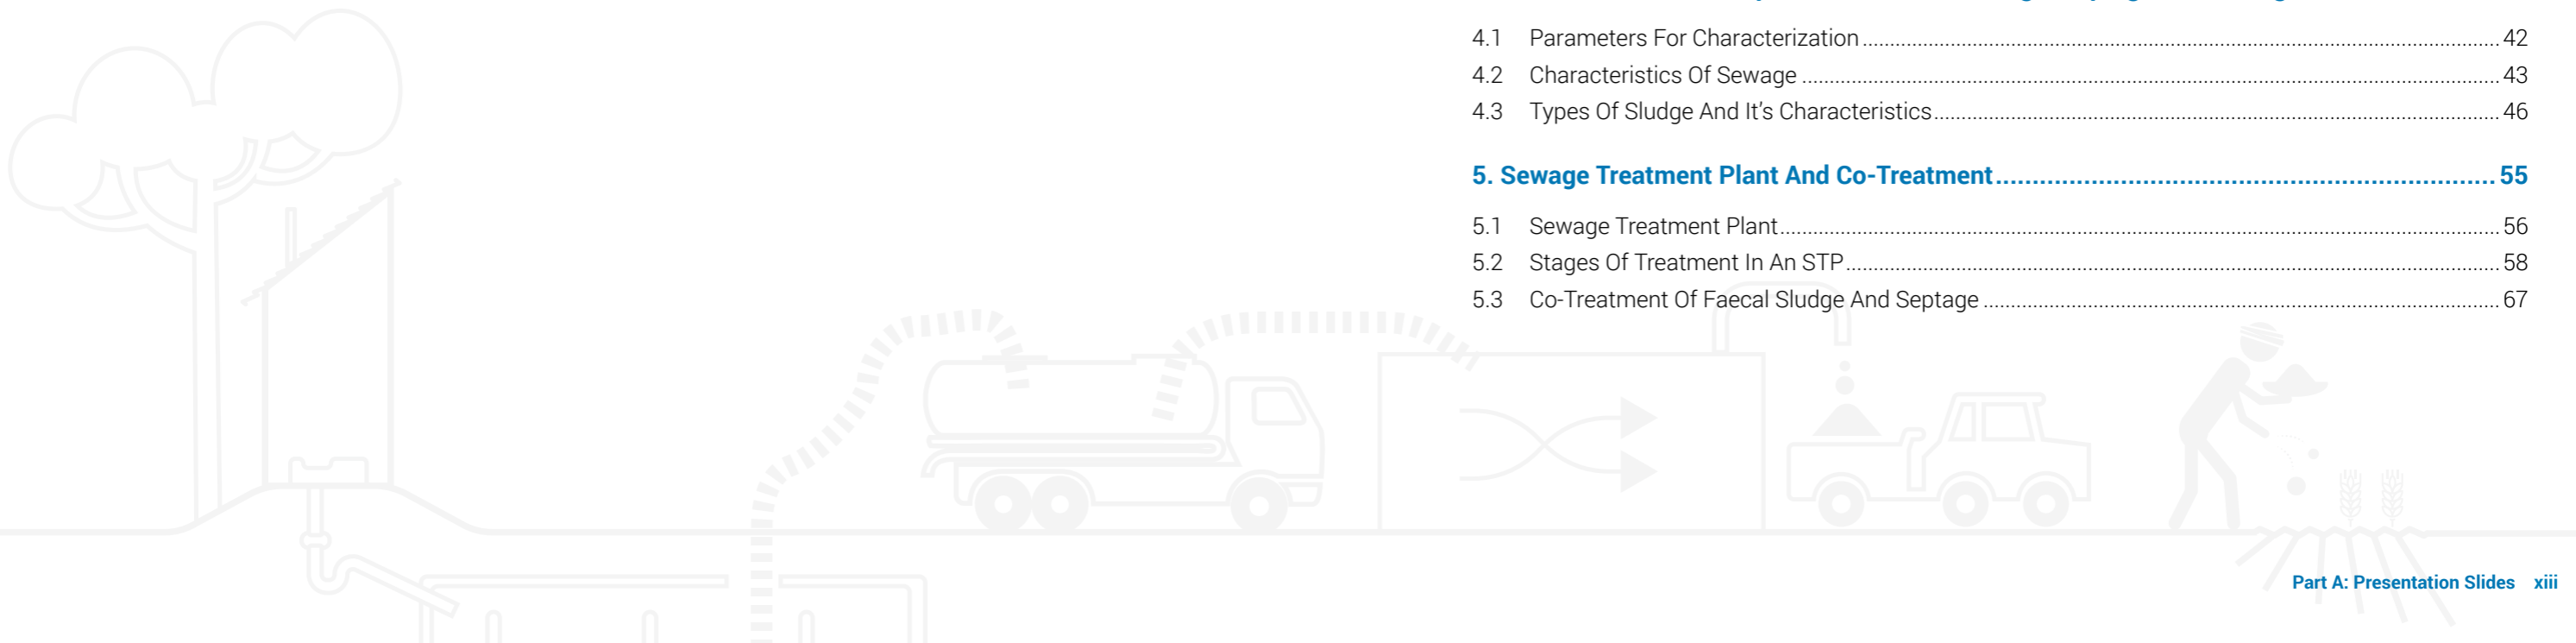 4.1 Parameters For Characterization 42
4.2 Characteristics Of Sewage 43
4.3 Types Of Sludge And It's Characteristics 46
5. Sewage Treatment Plant And Co-Treatment 55
5.1 Sewage Treatment Plant 56
5.2 Stages Of Treatment In An STP 58
5.3 Co-Treatment Of Faecal Sludge And Septage 67
Part A: Presentation Slides xiii